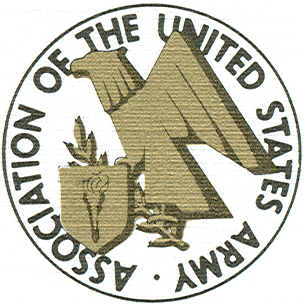 ASSOCIATION OF THE UNITED STATES ARMY ·